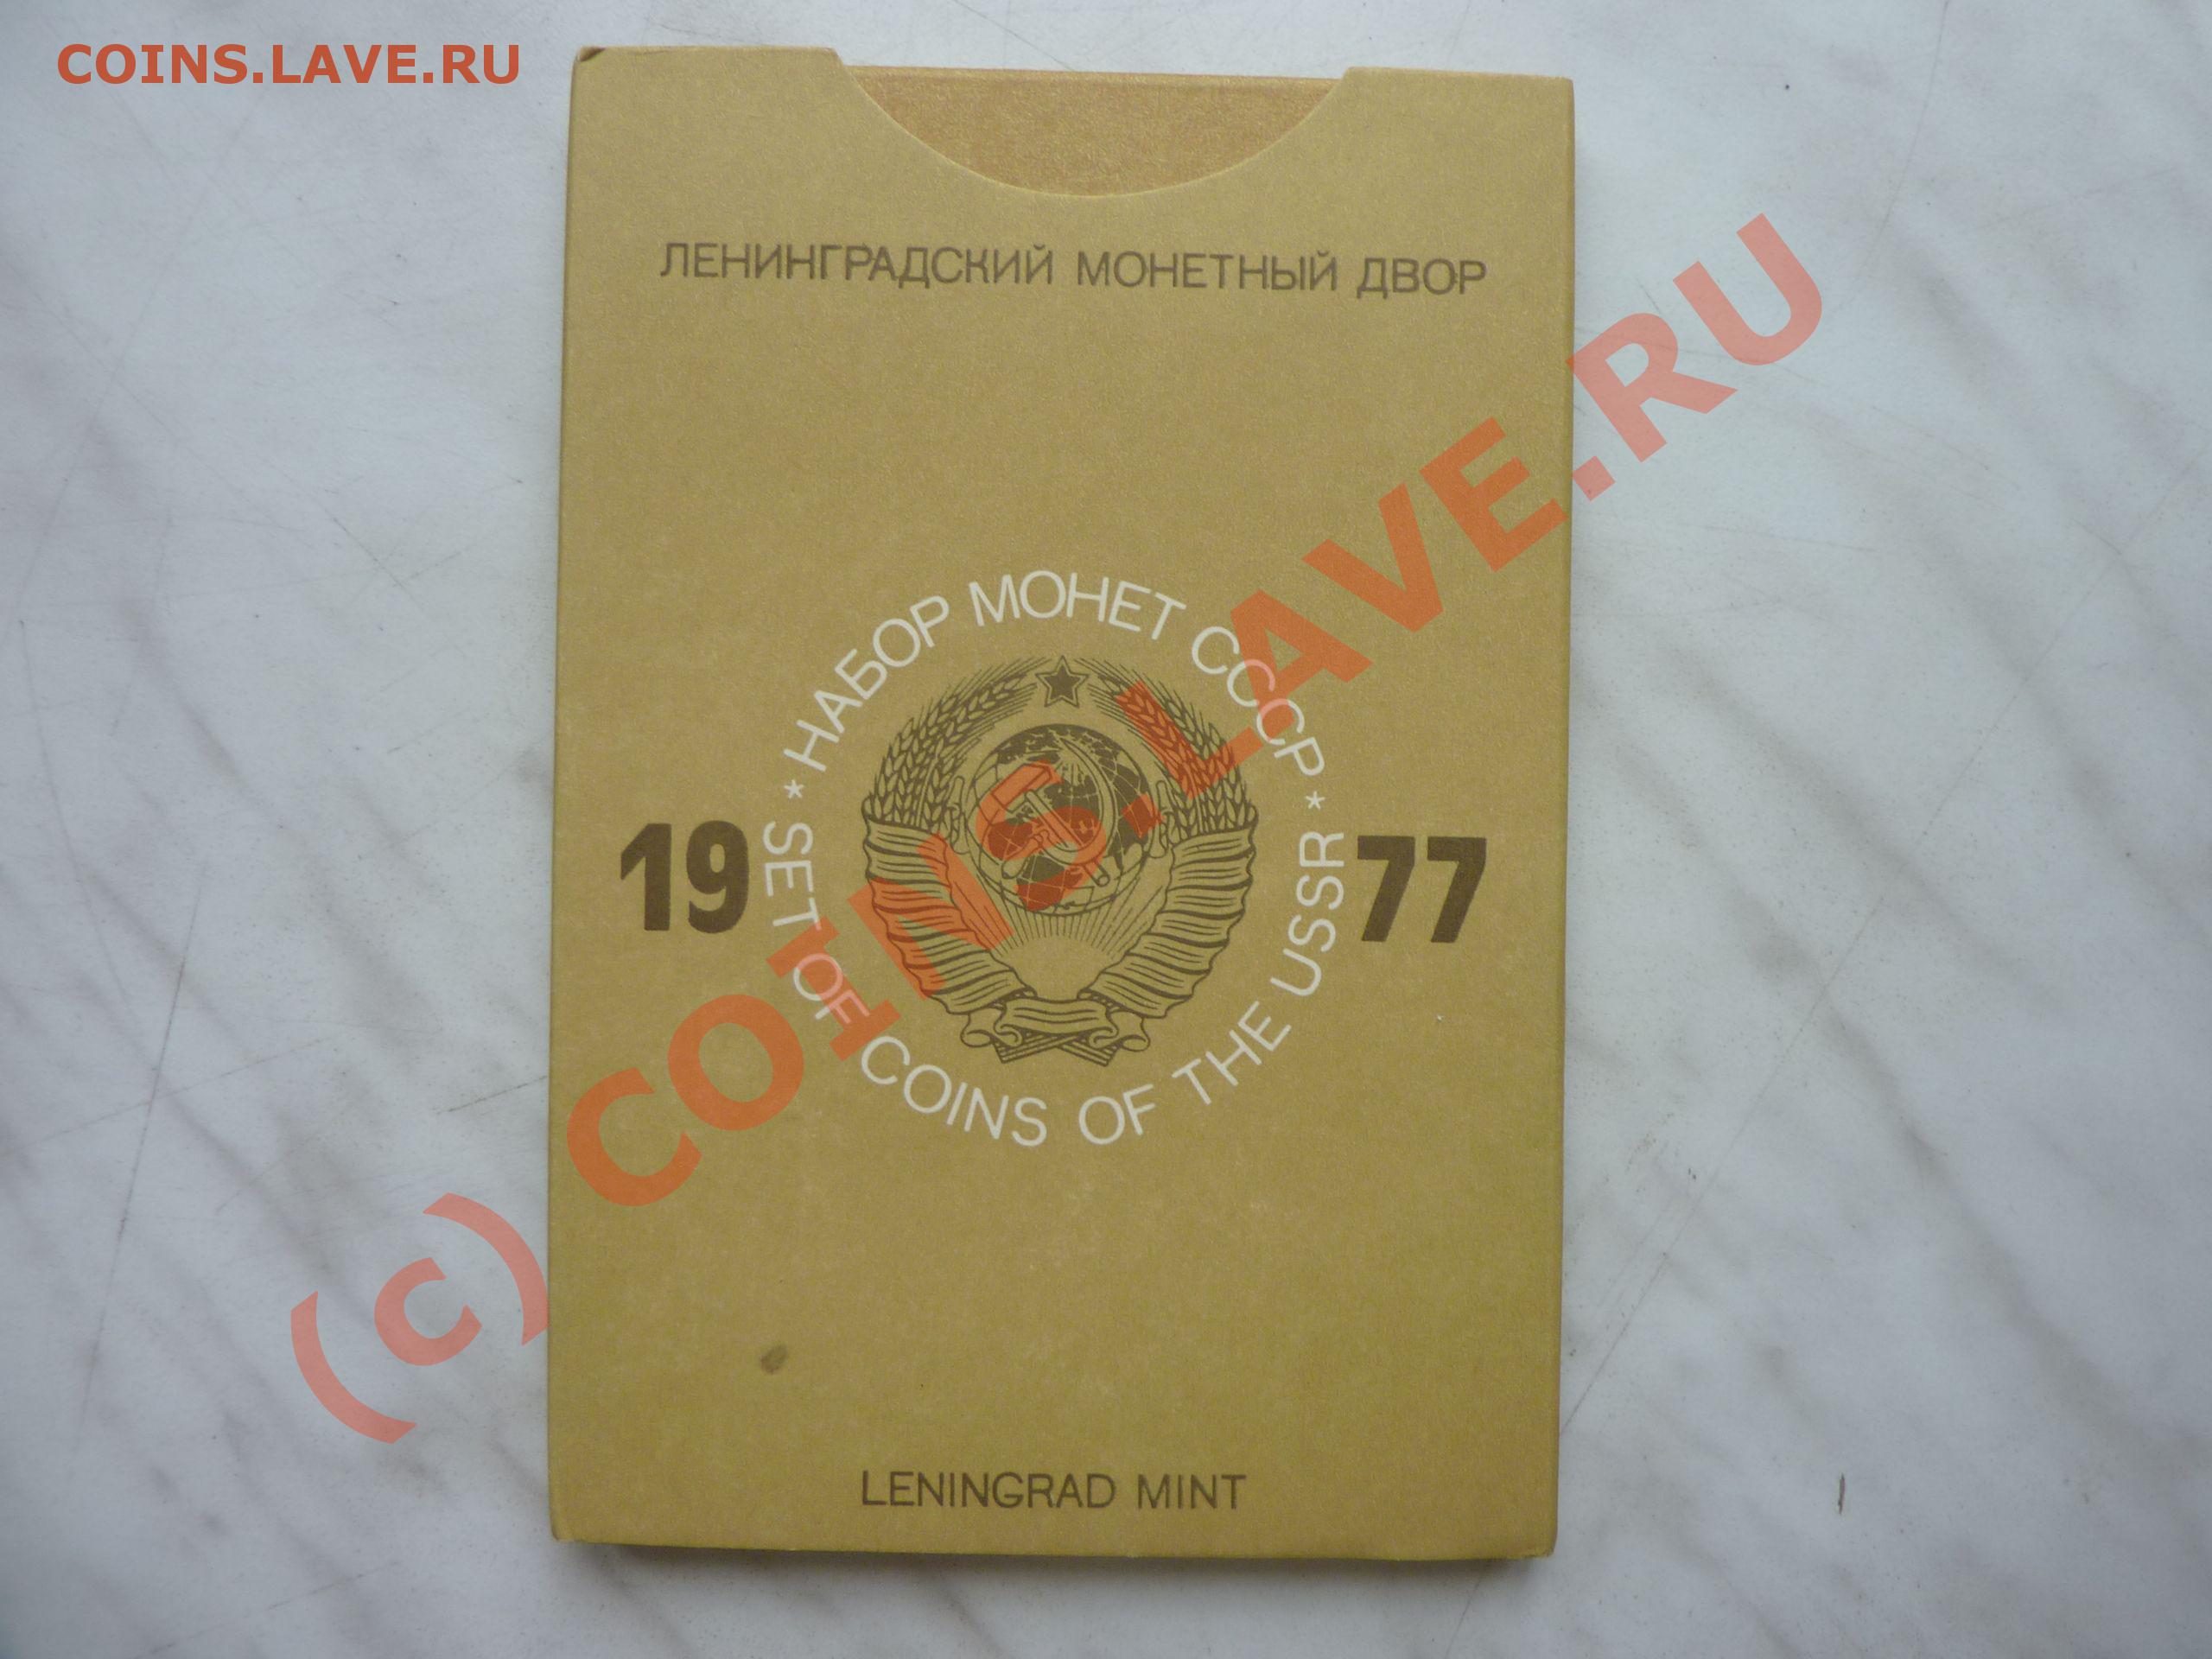 COINS.LAVE.RU
ЛЕНИНГРАДСКИЙ МОНЕТНЫЙ ДВОР
* НАБОР МОНЕТ СССР *
19
77
SET OF COINS OF THE USSR
(c) COINS.LAVE.RU
LENINGRAD MINT